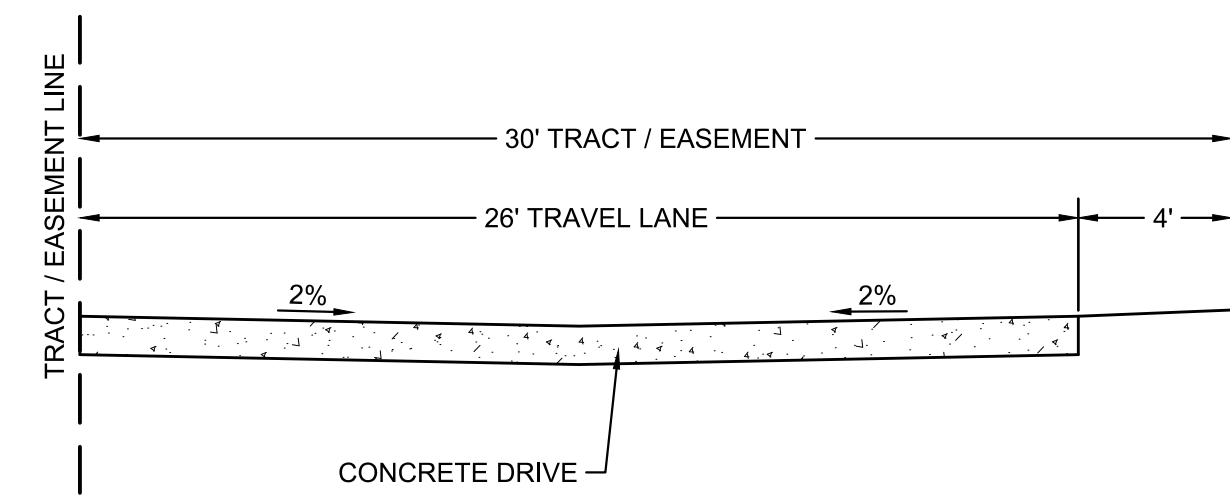 TRACT / EASEMENT LINE
30' TRACT / EASEMENT
26' TRAVEL LANE
4'
2%
2%
CONCRETE DRIVE